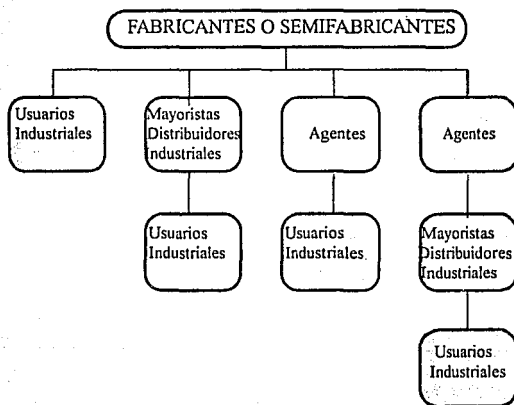 FABRICANTES O SEMIFABRICANTES
Usuarios
Industriales
Mayoristas
Distribuidores
Industriales
Agentes
Agentes
Usuarios
Industriales
Usuarios
Industriales
Mayoristas
Distribuidores
Industriales
Usuarios
Industriales